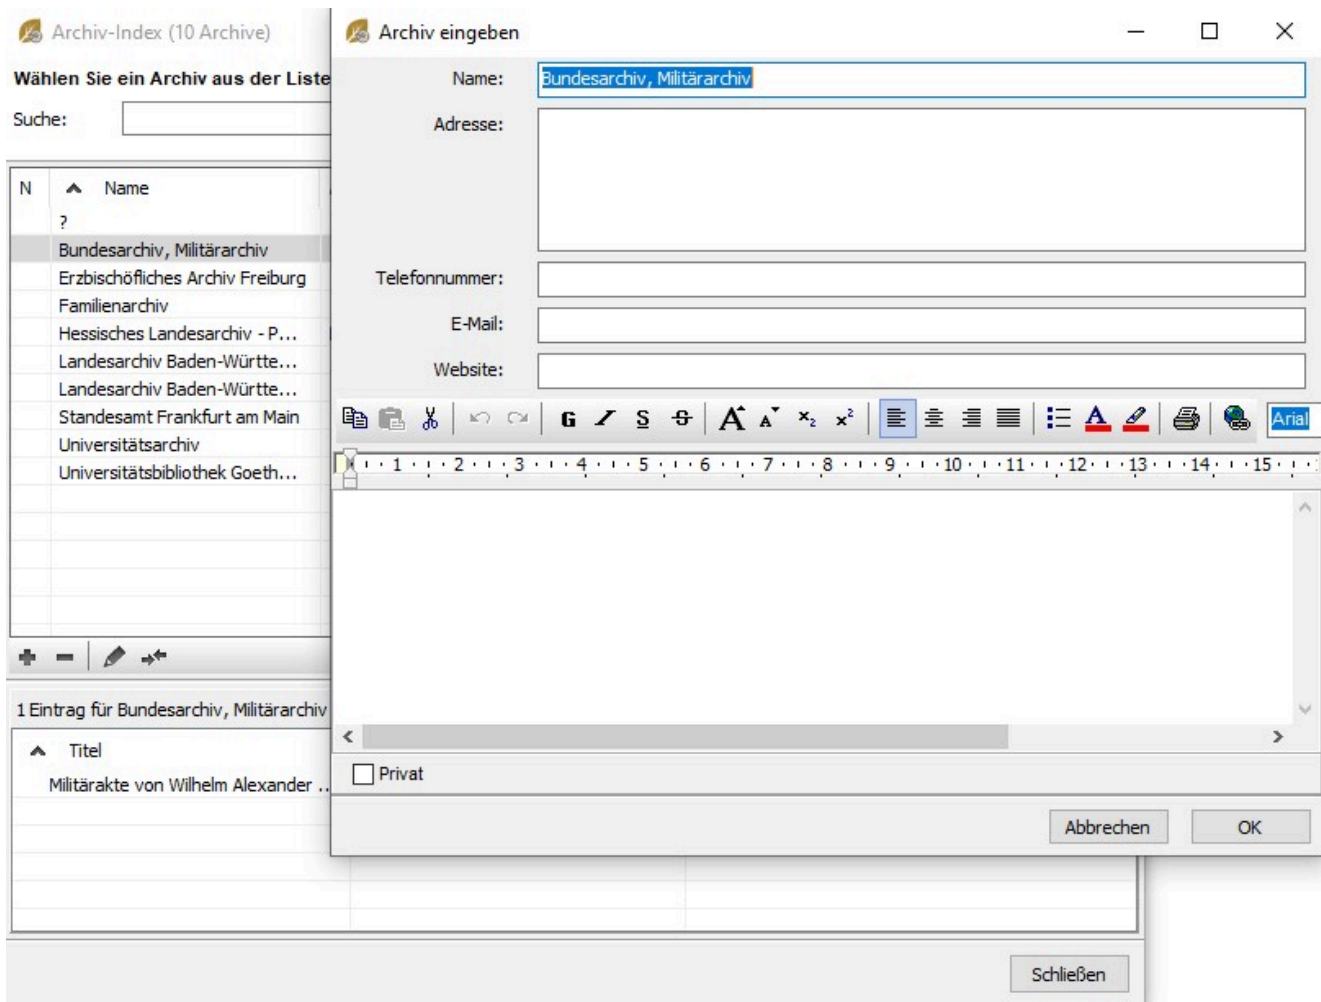 Archiv-Index (10 Archive)
Wählen Sie ein Archiv aus der Liste
Suche:
N Name
?
Bundesarchiv, Militärarchiv
Erzbischöfliches Archiv Freiburg
Familienarchiv
Hessisches Landesarchiv - P...
Landesarchiv Baden-Württe...
Landesarchiv Baden-Württe...
Standesamt Frankfurt am Main
Universitätsarchiv
Universitätsbibliothek Goeth...
1 Eintrag für Bundesarchiv, Militärarchiv
Titel
Militärakte von Wilhelm Alexander ..
Archiv eingeben
Name: Bundesarchiv, Militärarchiv
Adresse:
Telefonnummer:
E-Mail:
Website:
G I S S A A x₂ x² A Arial
1 2 3 4 5 6 7 8 9 10 11 12 13 14 15
Privat
Abbrechen OK
Schließen